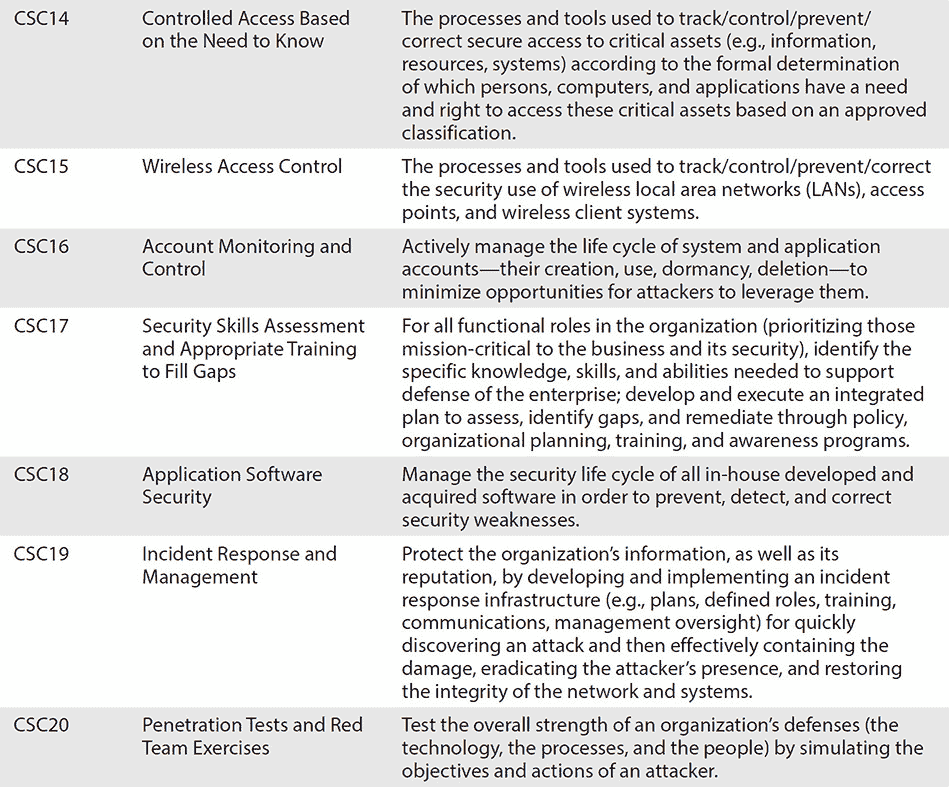 CSC14 Controlled Access Based on the Need to Know The processes and tools used to track/control/prevent/
correct secure access to critical assets (e.g., information,
resources, systems) according to the formal determination
of which persons, computers, and applications have a need
and right to access these critical assets based on an approved
classification.
CSC15 Wireless Access Control The processes and tools used to track/control/prevent/correct
the security use of wireless local area networks (LANs), access
points, and wireless client systems.
CSC16 Account Monitoring and Control Actively manage the life cycle of system and application
accounts—their creation, use, dormancy, deletion—to
minimize opportunities for attackers to leverage them.
CSC17 Security Skills Assessment and Appropriate Training to Fill Gaps For all functional roles in the organization (prioritizing those
mission-critical to the business and its security), identify the
specific knowledge, skills, and abilities needed to support
defense of the enterprise; develop and execute an integrated
plan to assess, identify gaps, and remediate through policy,
organizational planning, training, and awareness programs.
CSC18 Application Software Security Manage the security life cycle of all in-house developed and
acquired software in order to prevent, detect, and correct
security weaknesses.
CSC19 Incident Response and Management Protect the organization's information, as well as its
reputation, by developing and implementing an incident
response infrastructure (e.g., plans, defined roles, training,
communications, management oversight) for quickly
discovering an attack and then effectively containing the
damage, eradicating the attacker's presence, and restoring
the integrity of the network and systems.
CSC20 Penetration Tests and Red Team Exercises Test the overall strength of an organization's defenses (the
technology, the processes, and the people) by simulating the
objectives and actions of an attacker.